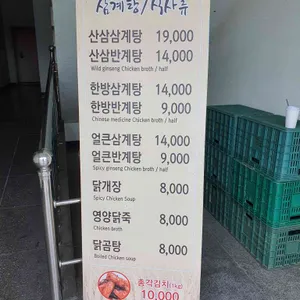 삼계탕/식사류
산삼삼계탕 19,000
산삼반계탕 14,000
Wild ginseng Chicken broth / half
한방삼계탕 14,000
한방반계탕 9,000
Chinese medicine Chicken broth / half
얼큰삼계탕 14,000
얼큰반계탕 9,000
Spicy ginseng Chicken broth / half
닭개장 8,000
Spicy Chicken Soup
영양닭죽 8,000
Chicken broth
닭곰탕 8,000
Boiled Chicken soup
총각김치(1kg)
10,000